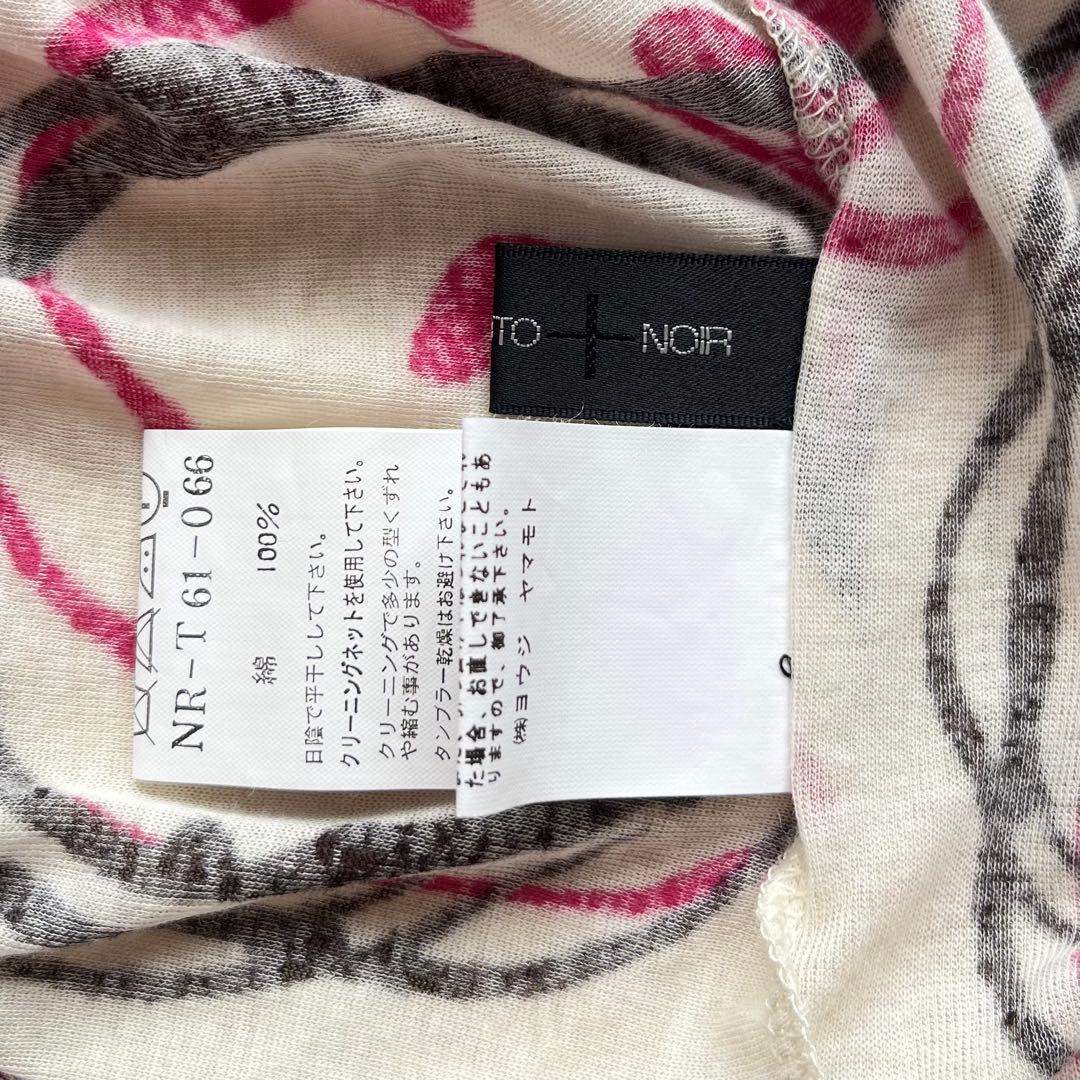 TO + NOIR
NR-T61-066
綿 100%
日陰で平干しして下さい。
クリーニングネットを使用して下さい。
クリーニングで多少の型くずれ
や縮む事があります。
タンブラー乾燥はお避け下さい。
た場合、お直しできないこともあ
りますので、御了承下さい。
㈱ヨウジ ヤマモト